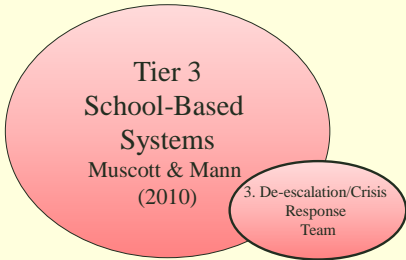 Tier 3
School-Based
Systems
Muscott & Mann
(2010)
3. De-escalation/Crisis
Response
Team